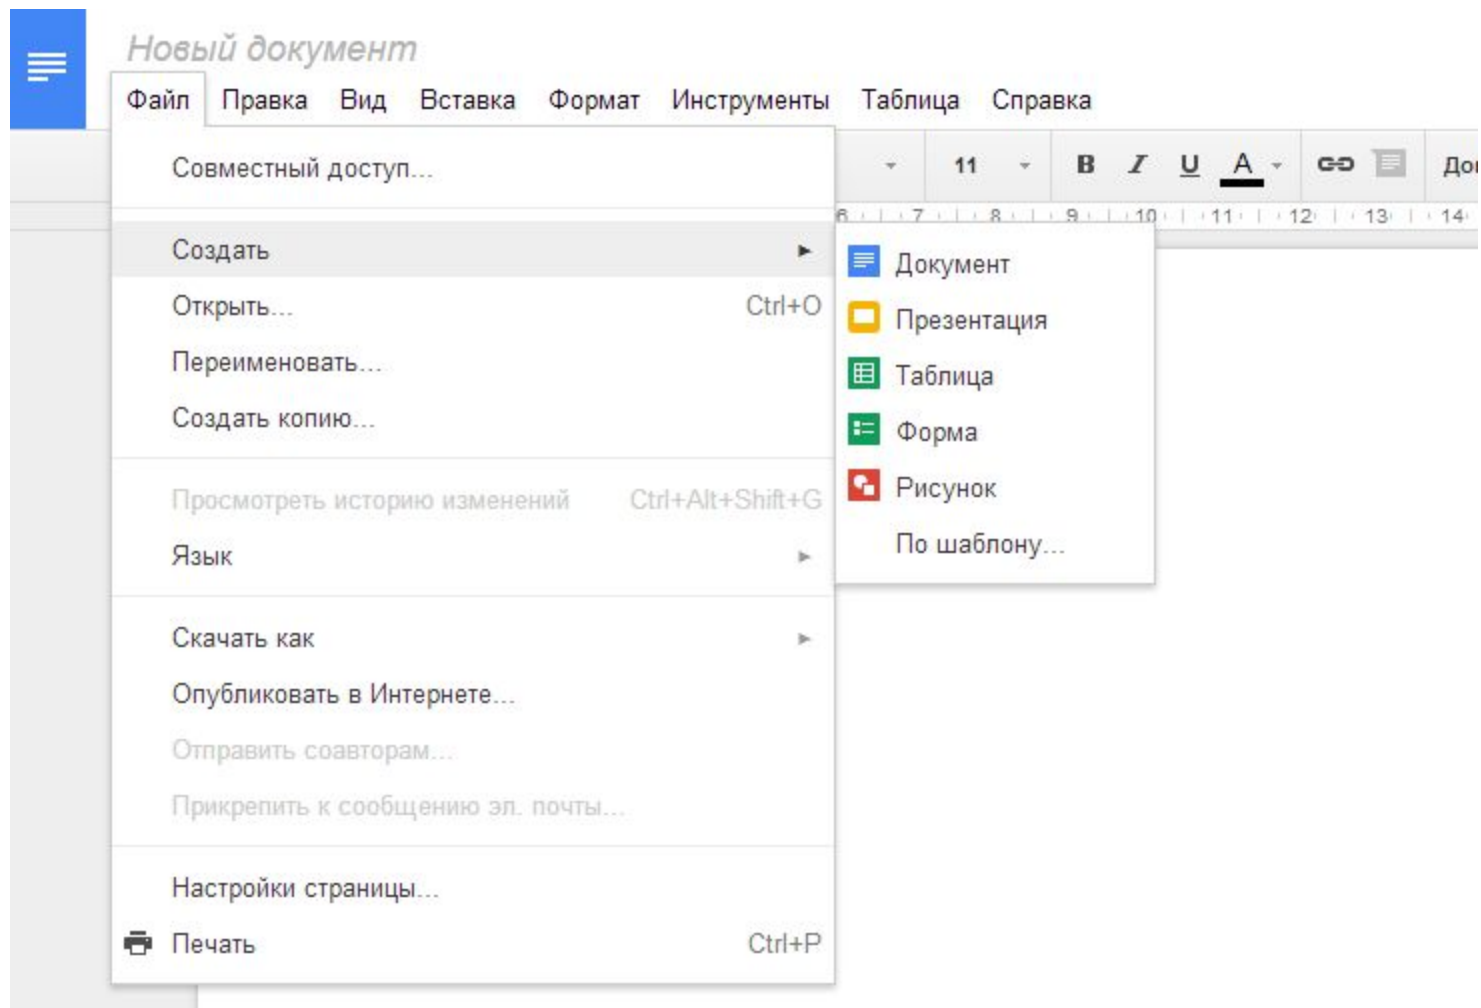 Новый документ
Файл Правка Вид Вставка Формат Инструменты Таблица Справка
Совместный доступ...
11 B I U A
6 7 8 9 10 11 12 13 14
Создать
Открыть... Ctrl+O
Переименовать...
Создать копию...
Просмотреть историю изменений Ctrl+Alt+Shift+G
Язык
Скачать как
Опубликовать в Интернете...
Отправить соавторам...
Прикрепить к сообщению эл. почты...
Настройки страницы...
Печать Ctrl+P
Документ
Презентация
Таблица
Форма
Рисунок
По шаблону...